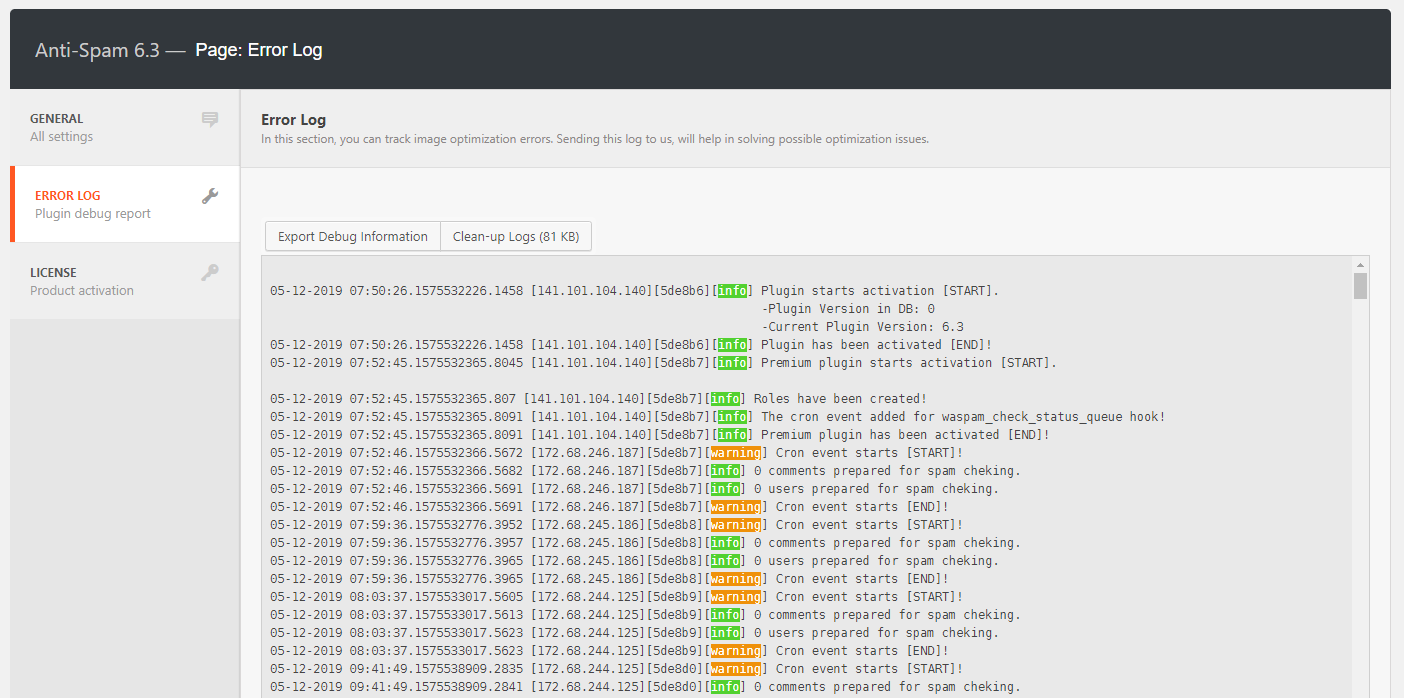 Anti-Spam 6.3 — Page: Error Log
GENERAL
All settings
ERROR LOG
Plugin debug report
LICENSE
Product activation
Error Log
In this section, you can track image optimization errors. Sending this log to us, will help in solving possible optimization issues.
Export Debug Information
Clean-up Logs (81 KB)
05-12-2019 07:50:26.1575532226.1458 [141.101.104.140][5de8b6][info] Plugin starts activation [START].
-Plugin Version in DB: 0
-Current Plugin Version: 6.3
05-12-2019 07:50:26.1575532226.1458 [141.101.104.140][5de8b6][info] Plugin has been activated [END]!
05-12-2019 07:52:45.1575532365.8045 [141.101.104.140][5de8b7][info] Premium plugin starts activation [START].
05-12-2019 07:52:45.1575532365.807 [141.101.104.140][5de8b7][info] Roles have been created!
05-12-2019 07:52:45.1575532365.8091 [141.101.104.140][5de8b7][info] The cron event added for waspam_check_status_queue hook!
05-12-2019 07:52:45.1575532365.8091 [141.101.104.140][5de8b7][info] Premium plugin has been activated [END]!
05-12-2019 07:52:46.1575532366.5672 [172.68.246.187][5de8b7][warning] Cron event starts [START]!
05-12-2019 07:52:46.1575532366.5682 [172.68.246.187][5de8b7][info] 0 comments prepared for spam cheking.
05-12-2019 07:52:46.1575532366.5691 [172.68.246.187][5de8b7][info] 0 users prepared for spam cheking.
05-12-2019 07:52:46.1575532366.5691 [172.68.246.187][5de8b7][warning] Cron event starts [END]!
05-12-2019 07:59:36.1575532776.3952 [172.68.245.186][5de8b8][warning] Cron event starts [START]!
05-12-2019 07:59:36.1575532776.3957 [172.68.245.186][5de8b8][info] 0 comments prepared for spam cheking.
05-12-2019 07:59:36.1575532776.3965 [172.68.245.186][5de8b8][info] 0 users prepared for spam cheking.
05-12-2019 07:59:36.1575532776.3965 [172.68.245.186][5de8b8][warning] Cron event starts [END]!
05-12-2019 08:03:37.1575533017.5605 [172.68.244.125][5de8b9][warning] Cron event starts [START]!
05-12-2019 08:03:37.1575533017.5613 [172.68.244.125][5de8b9][info] 0 comments prepared for spam cheking.
05-12-2019 08:03:37.1575533017.5623 [172.68.244.125][5de8b9][info] 0 users prepared for spam cheking.
05-12-2019 08:03:37.1575533017.5623 [172.68.244.125][5de8b9][warning] Cron event starts [END]!
05-12-2019 09:41:49.1575538909.2835 [172.68.244.125][5de8d0][warning] Cron event starts [START]!
05-12-2019 09:41:49.1575538909.2841 [172.68.244.125][5de8d0][info] 0 comments prepared for spam cheking.